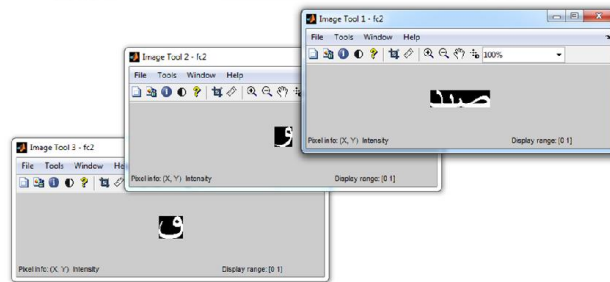 Image Tool 1 - fc2
File Tools Window Help
100%
Pixel info: (X, Y) Intensity Display range: [0 1]
Image Tool 2 - fc2
File Tools Window Help
Pixel info: (X, Y) Intensity Display range: [0 1]
Image Tool 3 - fc2
File Tools Window
ف
Pixel info: (X, Y) Intensity Display range: [0 1]